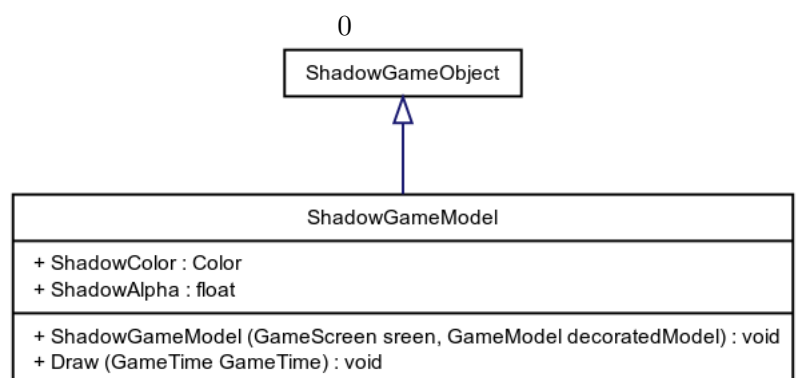 0
ShadowGameObject
ShadowGameModel
+ ShadowColor : Color
+ ShadowAlpha : float
+ ShadowGameModel (GameScreen sreen, GameModel decoratedModel) : void
+ Draw (GameTime GameTime) : void